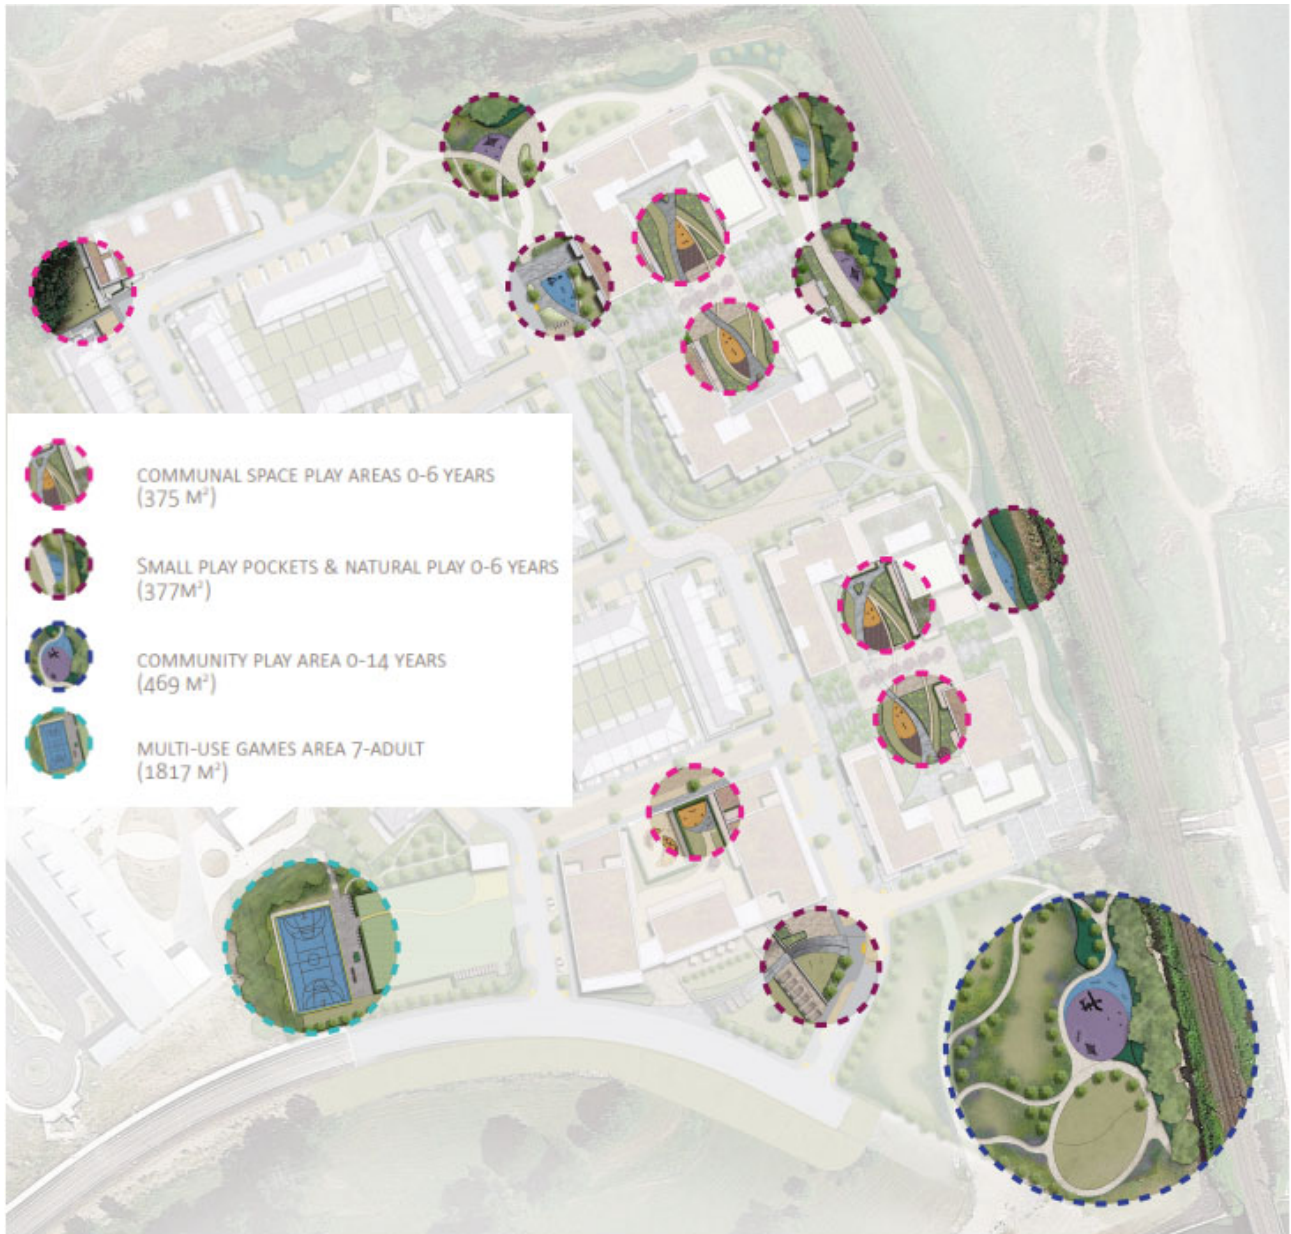 COMMUNAL SPACE PLAY AREAS 0-6 YEARS
(375 M²)
SMALL PLAY POCKETS & NATURAL PLAY 0-6 YEARS
(377M²)
COMMUNITY PLAY AREA 0-14 YEARS
(469 M²)
MULTI-USE GAMES AREA 7-ADULT
(1817 M²)